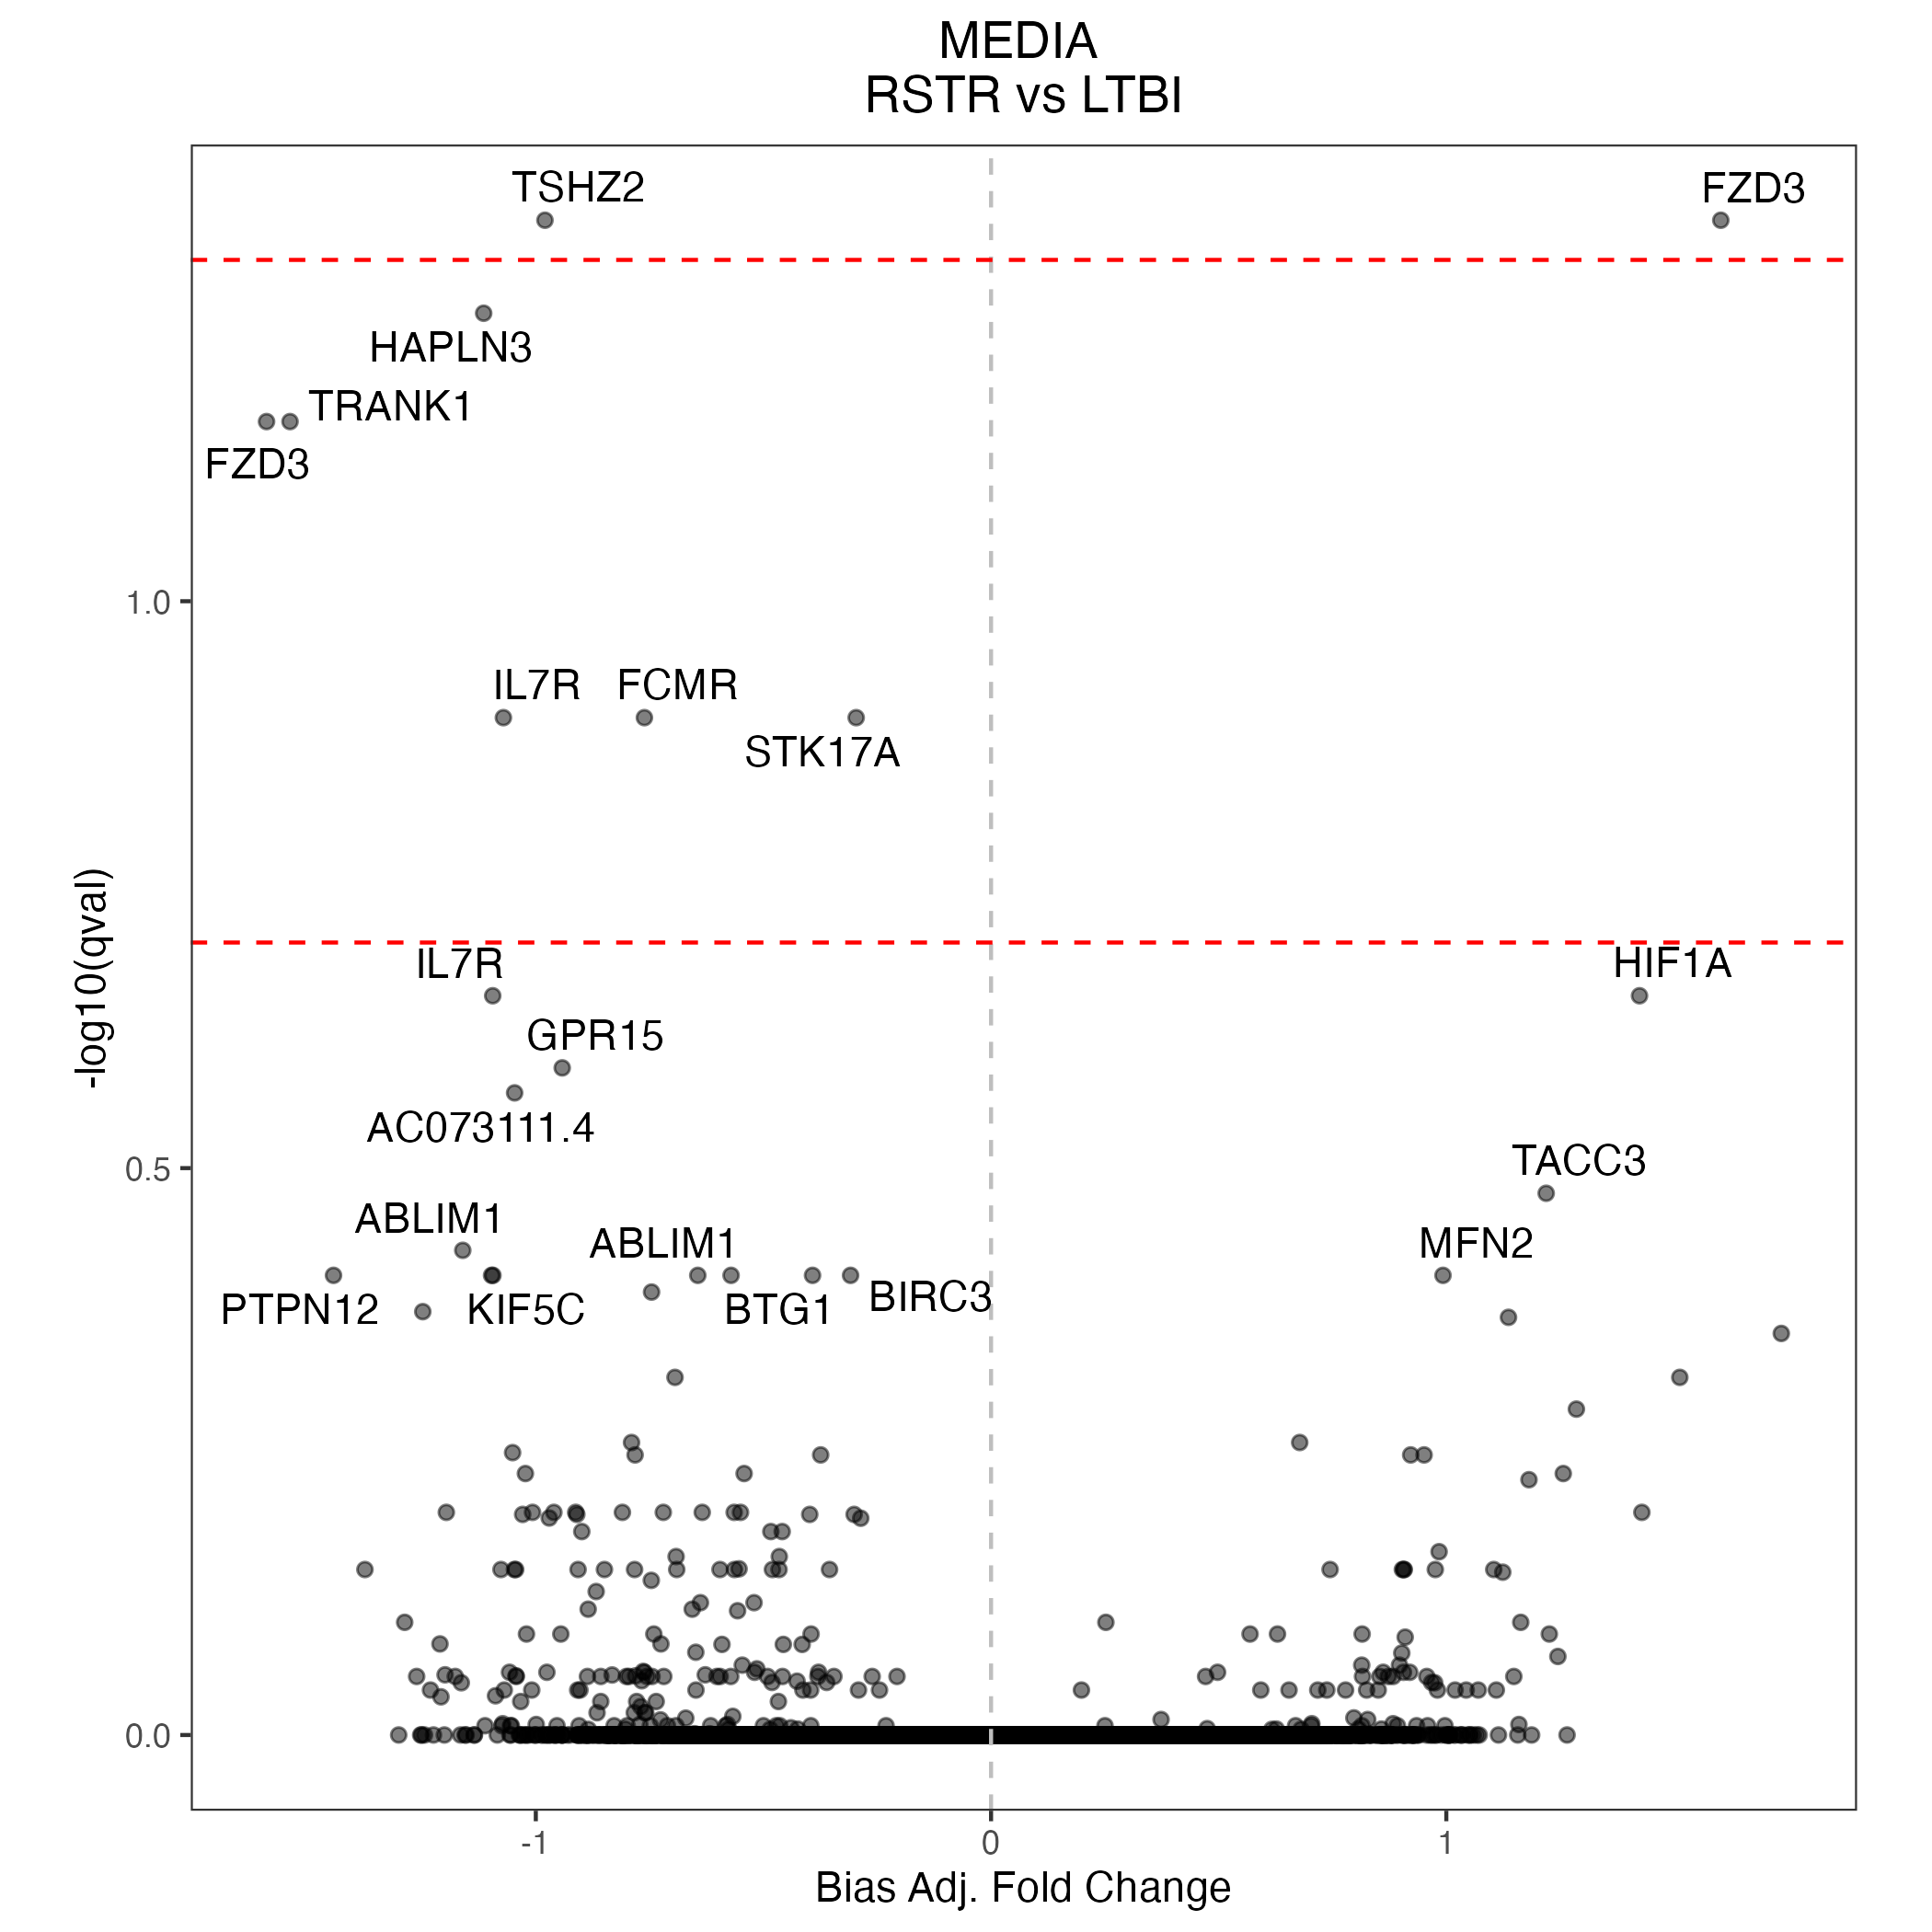 MEDIA
RSTR vs LTBI
TSHZ2
FZD3
HAPLN3
TRANK1
FZD3
1.0
IL7R
FCMR
STK17A
-log10(qval)
IL7R
HIF1A
GPR15
AC073111.4
0.5
TACC3
ABLIM1
ABLIM1
MFN2
PTPN12
KIF5C
BTG1
BIRC3
0.0
-1
0
1
Bias Adj. Fold Change